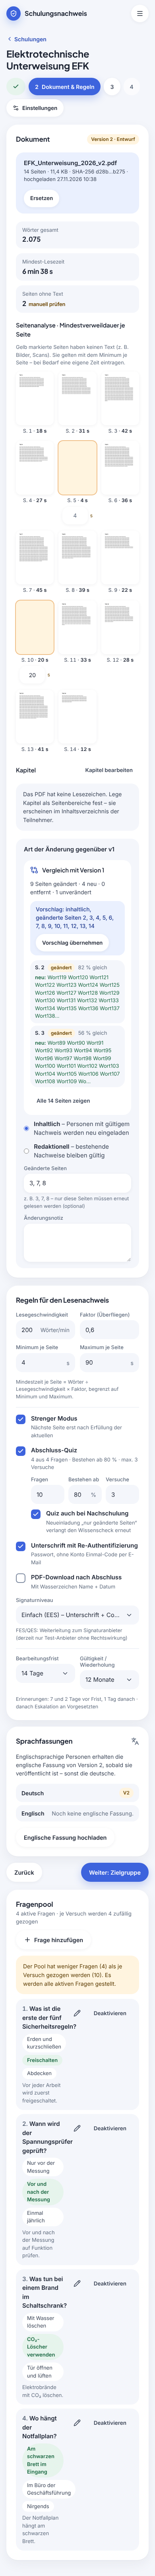 Schulungsnachweis
Schulungen
Elektrotechnische
Unterweisung EFK
2 Dokument & Regeln
3
4
Einstellungen
Dokument
Version 2 · Entwurf
EFK_Unterweisung_2026_v2.pdf
14 Seiten · 11,4 KB · SHA-256 d28b…b275 ·
hochgeladen 27.11.2026 10:38
Ersetzen
Wörter gesamt
2.075
Mindest-Lesezeit
6 min 38 s
Seiten ohne Text
2 manuell prüfen
Seitenanalyse · Mindestverweildauer je
Seite
Gelb markierte Seiten haben keinen Text (z. B.
Bilder, Scans). Sie gelten mit dem Minimum je
Seite – bei Bedarf eine eigene Zeit eintragen.
S. 1 · 18 s
S. 2 · 31 s
S. 3 · 42 s
S. 4 · 27 s
S. 5 · 4 s
S. 6 · 36 s
4 s
S. 7 · 45 s
S. 8 · 39 s
S. 9 · 22 s
S. 10 · 20 s
S. 11 · 33 s
S. 12 · 28 s
20 s
S. 13 · 41 s
S. 14 · 12 s
Kapitel
Kapitel bearbeiten
Das PDF hat keine Lesezeichen. Lege
Kapitel als Seitenbereiche fest – sie
erscheinen im Inhaltsverzeichnis der
Teilnehmer.
Art der Änderung gegenüber v1
Vergleich mit Version 1
9 Seiten geändert · 4 neu · 0
entfernt · 1 unverändert
Vorschlag: Inhaltlich,
geänderte Seiten 2, 3, 4, 5, 6,
7, 8, 9, 10, 11, 12, 13, 14
Vorschlag übernehmen
S. 2 geändert 82 % gleich
neu: Wort119 Wort120 Wort121
Wort122 Wort123 Wort124 Wort125
Wort126 Wort127 Wort128 Wort129
Wort130 Wort131 Wort132 Wort133
Wort134 Wort135 Wort136 Wort137
Wort138…
S. 3 geändert 56 % gleich
neu: Wort89 Wort90 Wort91
Wort92 Wort93 Wort94 Wort95
Wort96 Wort97 Wort98 Wort99
Wort100 Wort101 Wort102 Wort103
Wort104 Wort105 Wort106 Wort107
Wort108 Wort109 Wo…
Alle 14 Seiten zeigen
Inhaltlich – Personen mit gültigem
Nachweis werden neu eingeladen
Redaktionell – bestehende
Nachweise bleiben gültig
Geänderte Seiten
3, 7, 8
z. B. 3, 7, 8 – nur diese Seiten müssen erneut
gelesen werden (optional)
Änderungsnotiz
Regeln für den Lesenachweis
Lesegeschwindigkeit
Faktor (Überfliegen)
200 Wörter/min
0,6
Minimum je Seite
Maximum je Seite
4 s
90 s
Mindestzeit je Seite = Wörter ÷
Lesegeschwindigkeit × Faktor, begrenzt auf
Minimum und Maximum.
Strenger Modus
Nächste Seite erst nach Erfüllung der
aktuellen
Abschluss-Quiz
4 aus 4 Fragen · Bestehen ab 80 % · max. 3
Versuche
Fragen
Bestehen ab
Versuche
10
80 %
3
Quiz auch bei Nachschulung
Neueinladung „nur geänderte Seiten“
verlangt den Wissenscheck erneut
Unterschrift mit Re-Authentifizierung
Passwort, ohne Konto Einmal-Code per E-
Mail
PDF-Download nach Abschluss
Mit Wasserzeichen Name + Datum
Signaturniveau
Einfach (EES) – Unterschrift + Co…
FES/QES: Weiterleitung zum Signaturanbieter
(derzeit nur Test-Anbieter ohne Rechtswirkung)
Bearbeitungsfrist
Gültigkeit /
Wiederholung
14 Tage
12 Monate
Erinnerungen: 7 und 2 Tage vor Frist, 1 Tag danach ·
danach Eskalation an Vorgesetzten
Sprachfassungen
Englischsprachige Personen erhalten die
englische Fassung von Version 2, sobald sie
veröffentlicht ist – sonst die deutsche.
Deutsch
V2
Englisch Noch keine englische Fassung.
Englische Fassung hochladen
Zurück
Weiter: Zielgruppe
Fragenpool
4 aktive Fragen · je Versuch werden 4 zufällig
gezogen
Frage hinzufügen
Der Pool hat weniger Fragen (4) als je
Versuch gezogen werden (10). Es
werden alle aktiven Fragen gestellt.
1. Was ist die
erste der fünf
Sicherheitsregeln?
Deaktivieren
Erden und
kurzschließen
Freischalten
Abdecken
Vor jeder Arbeit
wird zuerst
freigeschaltet.
2. Wann wird
der
Spannungsprüfer
geprüft?
Deaktivieren
Nur vor der
Messung
Vor und
nach der
Messung
Einmal
jährlich
Vor und nach
der Messung
auf Funktion
prüfen.
3. Was tun bei
einem Brand
im
Schaltschrank?
Deaktivieren
Mit Wasser
löschen
CO₂-
Löscher
verwenden
Tür öffnen
und lüften
Elektrobrände
mit CO₂ löschen.
4. Wo hängt
der
Notfallplan?
Deaktivieren
Am
schwarzen
Brett im
Eingang
Im Büro der
Geschäftsführung
Nirgends
Der Notfallplan
hängt am
schwarzen
Brett.